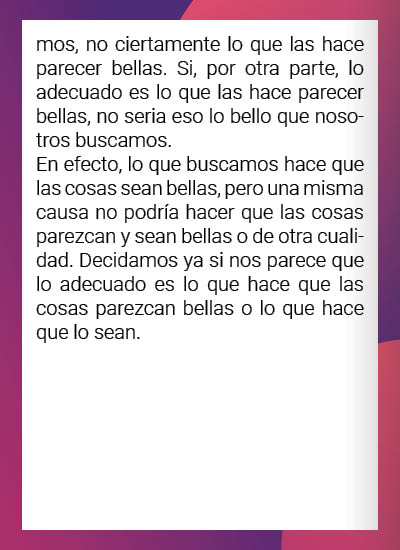 mos, no ciertamente lo que las hace
parecer bellas. Si, por otra parte, lo
adecuado es lo que las hace parecer
bellas, no seria eso lo bello que noso-
tros buscamos.
En efecto, lo que buscamos hace que
las cosas sean bellas, pero una misma
causa no podría hacer que las cosas
parezcan y sean bellas o de otra cuali-
dad. Decidamos ya si nos parece que
lo adecuado es lo que hace que las
cosas parezcan bellas o lo que hace
que lo sean.